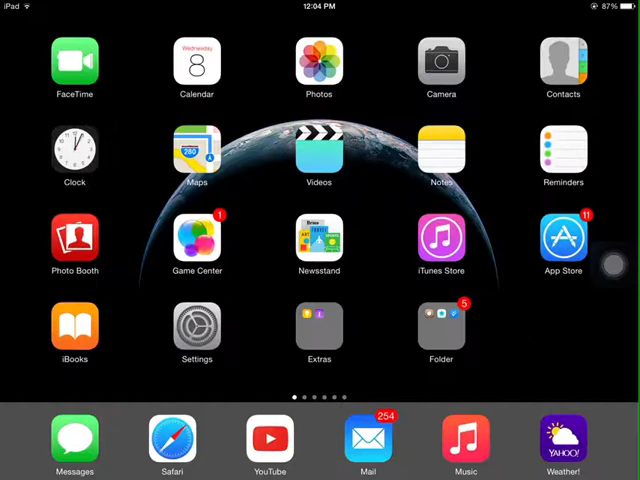 iPad 12:04 PM 87%
Wednesday
8
FaceTime Calendar Photos Camera Contacts
280
Clock Maps Videos Notes Reminders
1 11
Photo Booth Game Center Newsstand iTunes Store App Store
5
iBooks Settings Extras Folder
254
YAHOO!
Messages Safari YouTube Mail Music Weather!